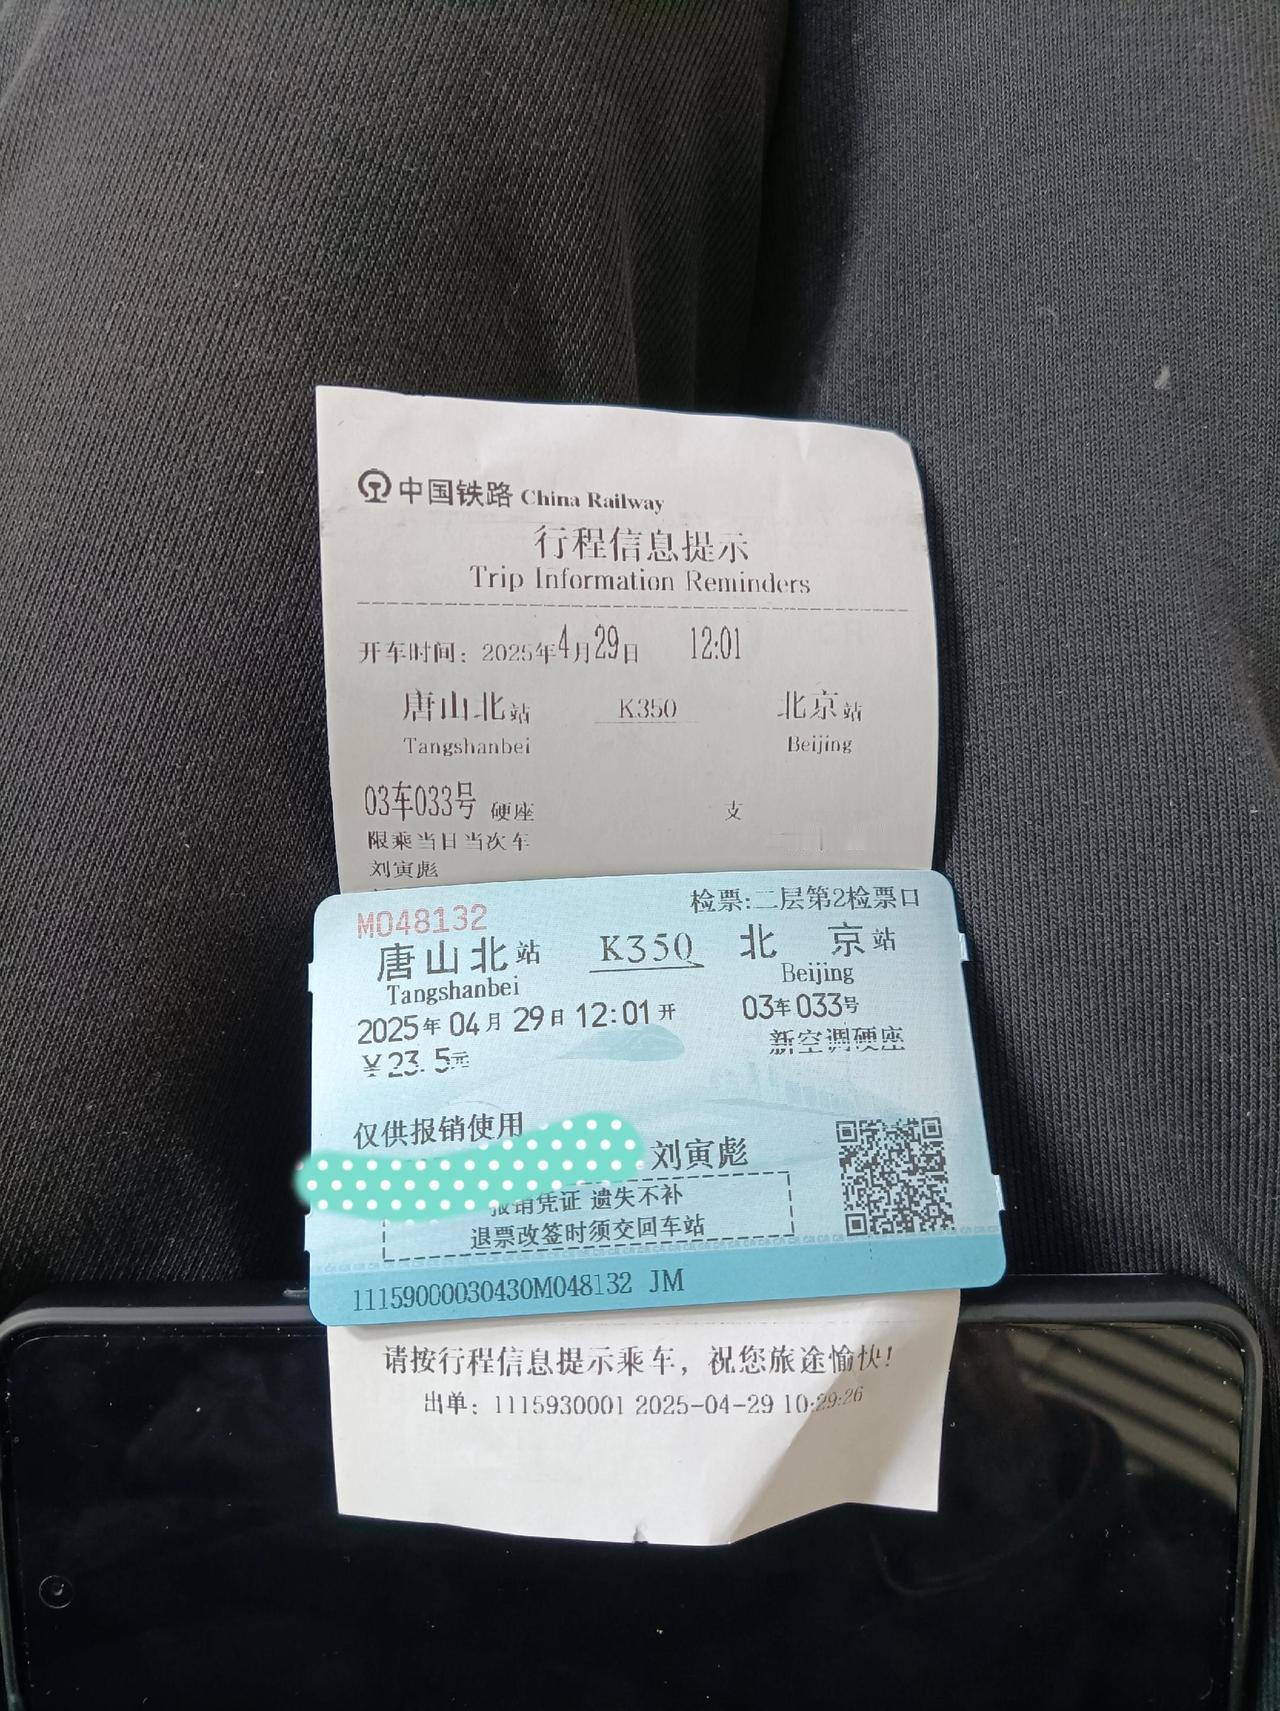 中国铁路 China Railway
行程信息提示
Trip Information Reminders
开车时间：2025年4月29日 12:01
唐山北站 K350 北京站
Tangshanbei Beijing
03车033号 硬座 支
限乘当日当次车
刘寅彪
M048132 检票:二层第2检票口
唐山北站 K350 北京站
Tangshanbei Beijing
2025年04月29日12:01开 03车033号
￥23.5元 新空调硬座
仅供报销使用
刘寅彪
报销凭证 遗失不补
退票改签时须交回车站
11159000030430M048132 JM
请按行程信息提示乘车，祝您旅途愉快!
出单：1115930001 2025-04-29 10:29:26